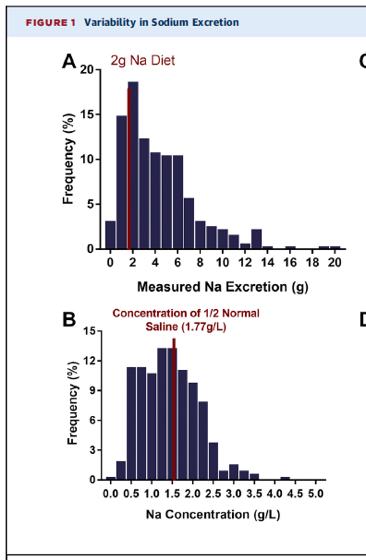 FIGURE 1 Variability in Sodium Excretion
A
2g Na Diet
C
Frequency (%)
20
15
10
5
0
0 2 4 6 8 10 12 14 16 18 20
Measured Na Excretion (g)
B
Concentration of 1/2 Normal
Saline (1.77g/L)
D
Frequency (%)
15
12
9
6
3
0
0.0 0.5 1.0 1.5 2.0 2.5 3.0 3.5 4.0 4.5 5.0
Na Concentration (g/L)